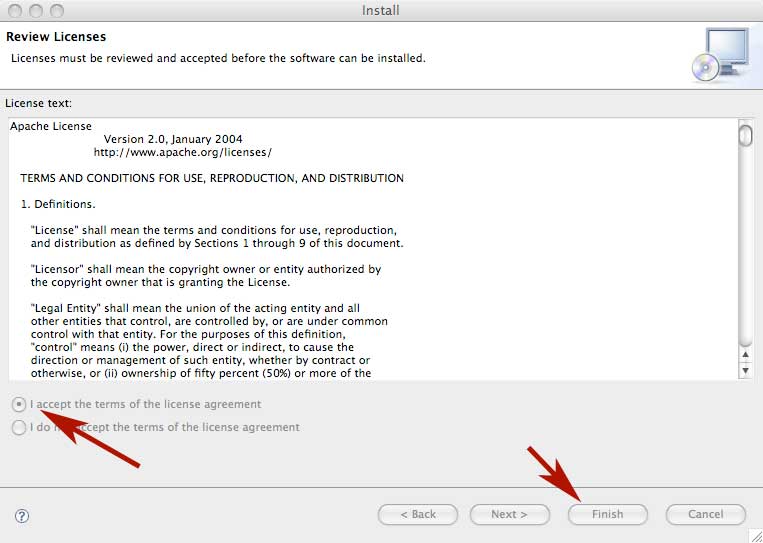 Install
Review Licenses
Licenses must be reviewed and accepted before the software can be installed.
License text:
Apache License
Version 2.0, January 2004
http://www.apache.org/licenses/
TERMS AND CONDITIONS FOR USE, REPRODUCTION, AND DISTRIBUTION
1. Definitions.
"License" shall mean the terms and conditions for use, reproduction,
and distribution as defined by Sections 1 through 9 of this document.
"Licensor" shall mean the copyright owner or entity authorized by
the copyright owner that is granting the License.
"Legal Entity" shall mean the union of the acting entity and all
other entities that control, are controlled by, or are under common
control with that entity. For the purposes of this definition,
"control" means (i) the power, direct or indirect, to cause the
direction or management of such entity, whether by contract or
otherwise, or (ii) ownership of fifty percent (50%) or more of the
I accept the terms of the license agreement
I do accept the terms of the license agreement
?
< Back
Next >
Finish
Cancel